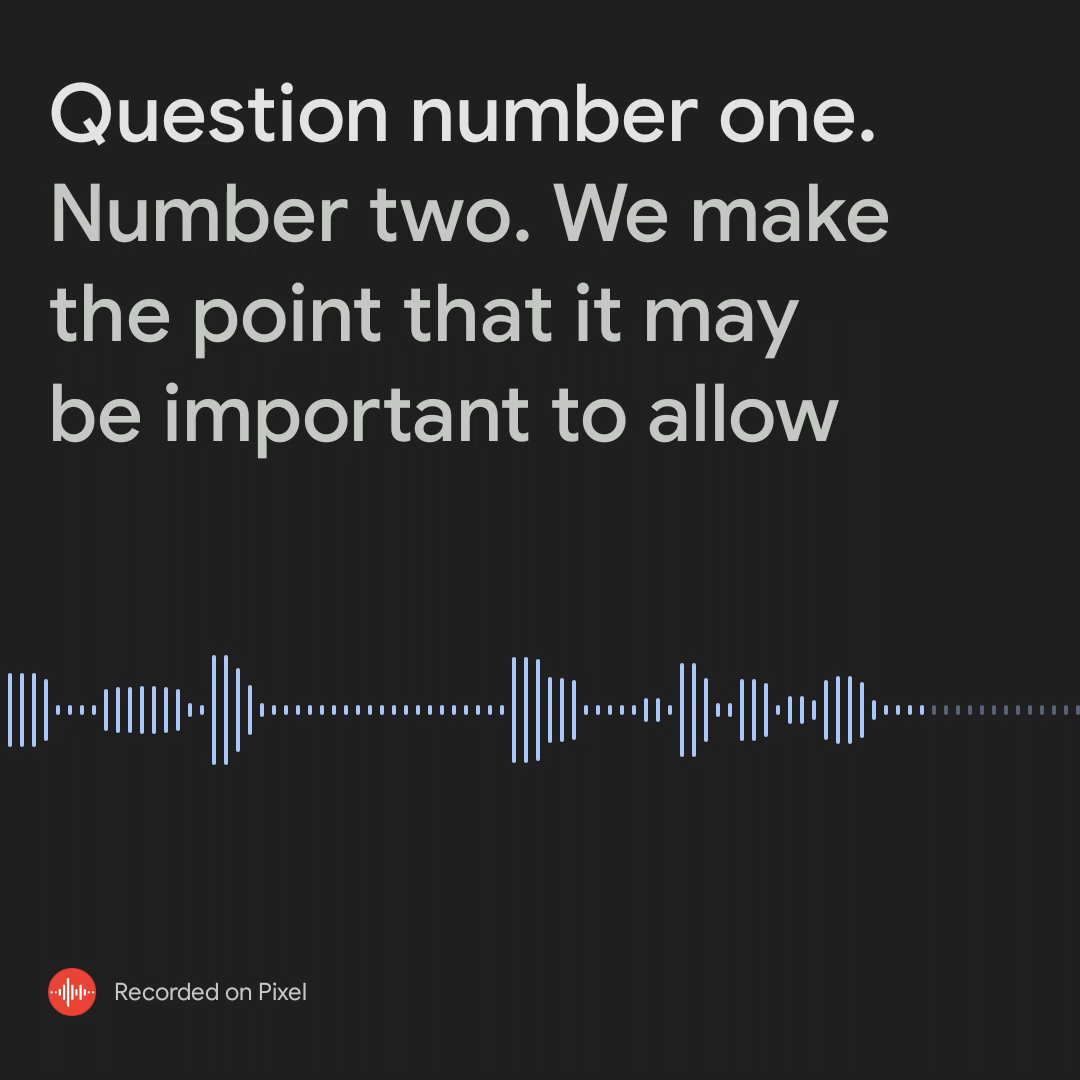 Question number one.
Number two. We make
the point that it may
be important to allow
Recorded on Pixel